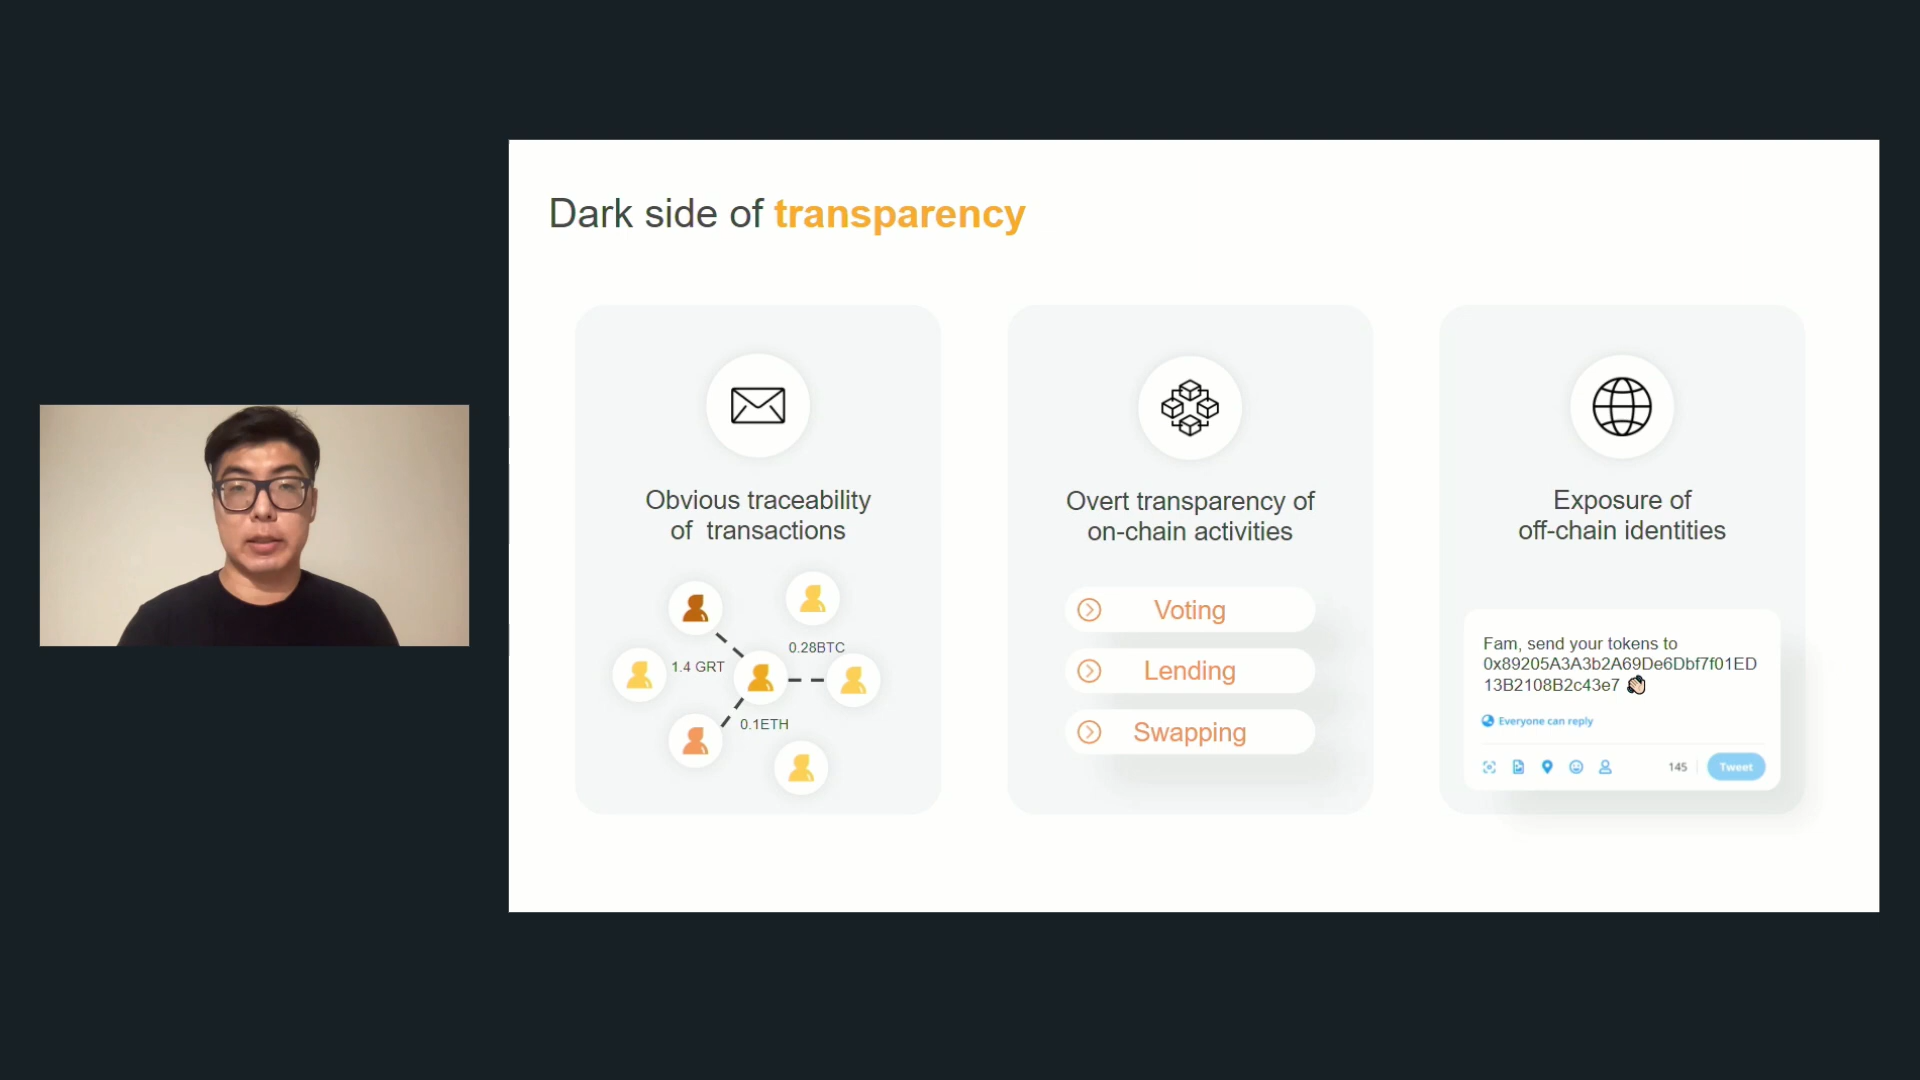 Dark side of transparency
Obvious traceability
of transactions
1.4 GRT
0.28BTC
0.1ETH
Overt transparency of
on-chain activities
Voting
Lending
Swapping
Exposure of
off-chain identities
Fam, send your tokens to
0x89205A3A3b2A69De6Dbf7f01ED
13B2108B2c43e7 👏🏻
Everyone can reply
145
Tweet